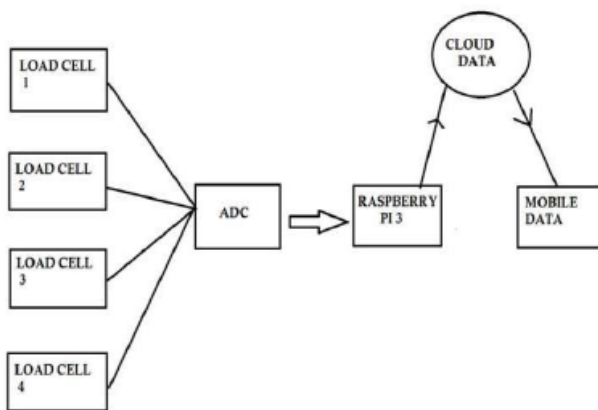 LOAD CELL
1
LOAD CELL
2
LOAD CELL
3
LOAD CELL
4
ADC
RASPBERRY
PI 3
CLOUD
DATA
MOBILE
DATA